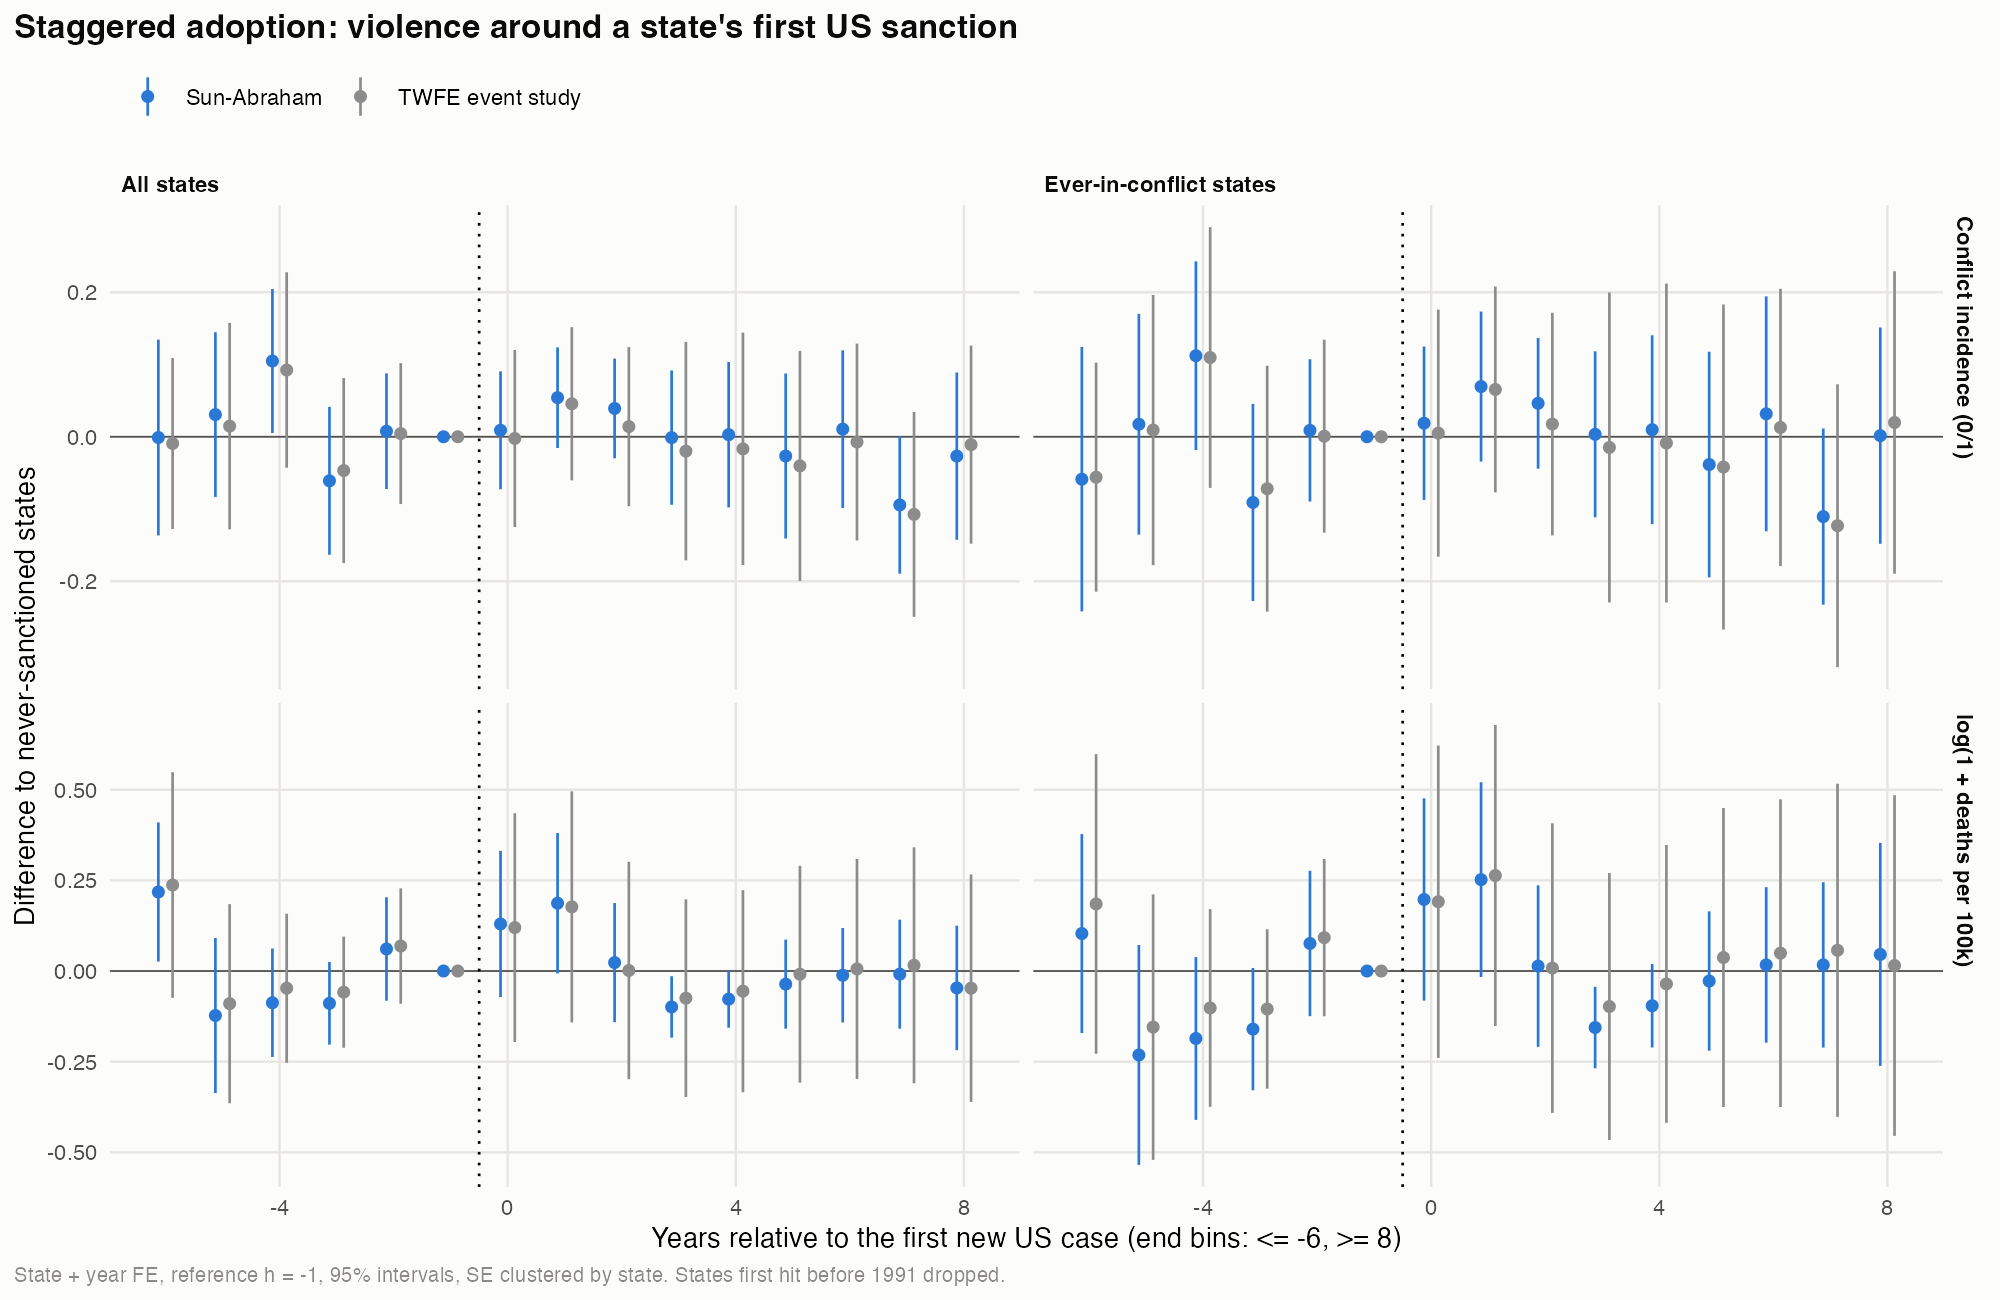 Staggered adoption: violence around a state's first US sanction
Sun-Abraham
TWFE event study
All states
Ever-in-conflict states
Conflict incidence (0/1)
0.2
0.0
-0.2
Difference to never-sanctioned states
log(1 + deaths per 100k)
0.50
0.25
0.00
-0.25
-0.50
-4
0
4
8
-4
0
4
8
Years relative to the first new US case (end bins: <= -6, >= 8)
State + year FE, reference h = -1, 95% intervals, SE clustered by state. States first hit before 1991 dropped.